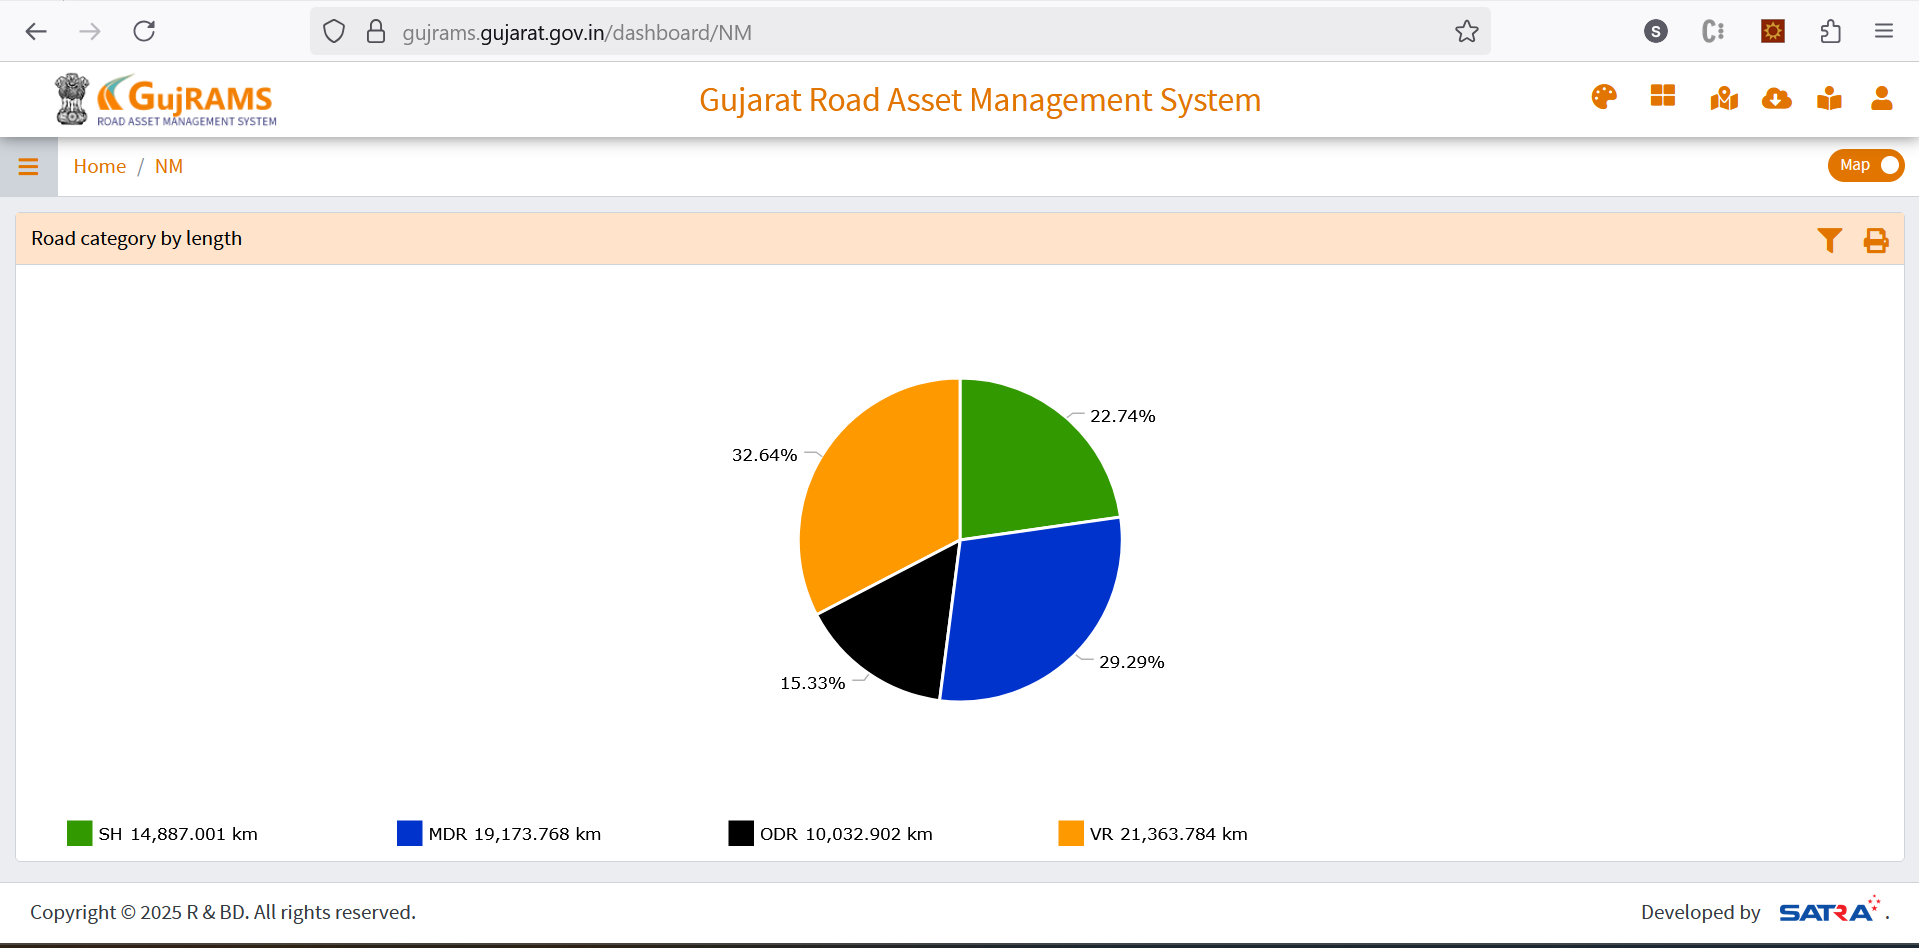 gujrams.gujarat.gov.in/dashboard/NM
S
GujRAMS
ROAD ASSET MANAGEMENT SYSTEM
Gujarat Road Asset Management System
Home / NM
Map
Road category by length
22.74%
32.64%
29.29%
15.33%
SH 14,887.001 km
MDR 19,173.768 km
ODR 10,032.902 km
VR 21,363.784 km
Copyright © 2025 R & BD. All rights reserved.
Developed by SATRA .